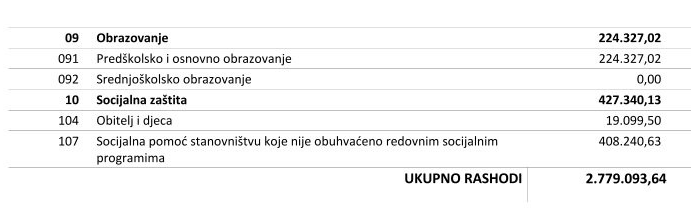 09 Obrazovanje 224.327,02
091 Predškolsko i osnovno obrazovanje 224.327,02
092 Srednjoškolsko obrazovanje 0,00
10 Socijalna zaštita 427.340,13
104 Obitelj i djeca 19.099,50
107 Socijalna pomoć stanovništvu koje nije obuhvaćeno redovnim socijalnim 408.240,63
programima
UKUPNO RASHODI 2.779.093,64